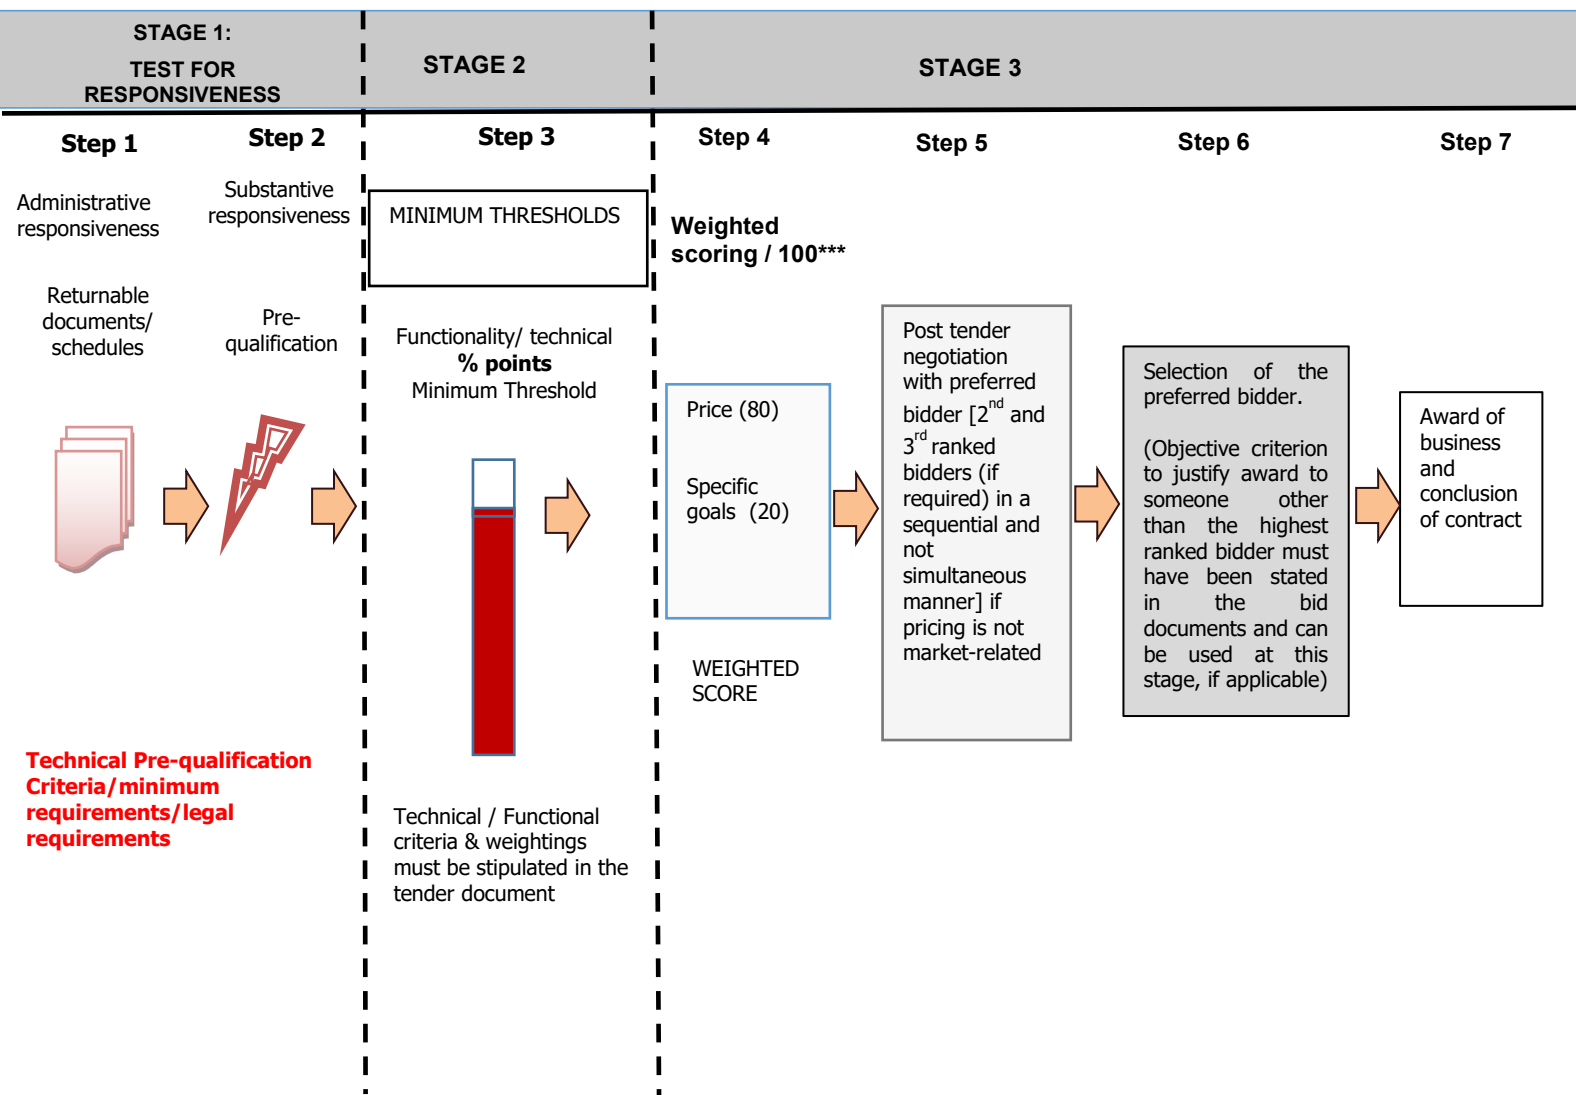 STAGE 1:
TEST FOR
RESPONSIVENESS
STAGE 2
STAGE 3
Step 1
Step 2
Step 3
Step 4
Step 5
Step 6
Step 7
Administrative
responsiveness
Returnable
documents/
schedules
Substantive
responsiveness
Pre-
qualification
Technical Pre-qualification
Criteria/minimum
requirements/legal
requirements
MINIMUM THRESHOLDS
Functionality/ technical
% points
Minimum Threshold
Technical / Functional
criteria & weightings
must be stipulated in the
tender document
Weighted
scoring / 100***
Price (80)
Specific
goals (20)
WEIGHTED
SCORE
Post tender
negotiation
with preferred
bidder [2nd and
3rd ranked
bidders (if
required) in a
sequential and
not
simultaneous
manner] if
pricing is not
market-related
Selection of the
preferred bidder.
(Objective criterion
to justify award to
someone other
than the highest
ranked bidder must
have been stated
in the bid
documents and can
be used at this
stage, if applicable)
Award of
business
and
conclusion
of contract